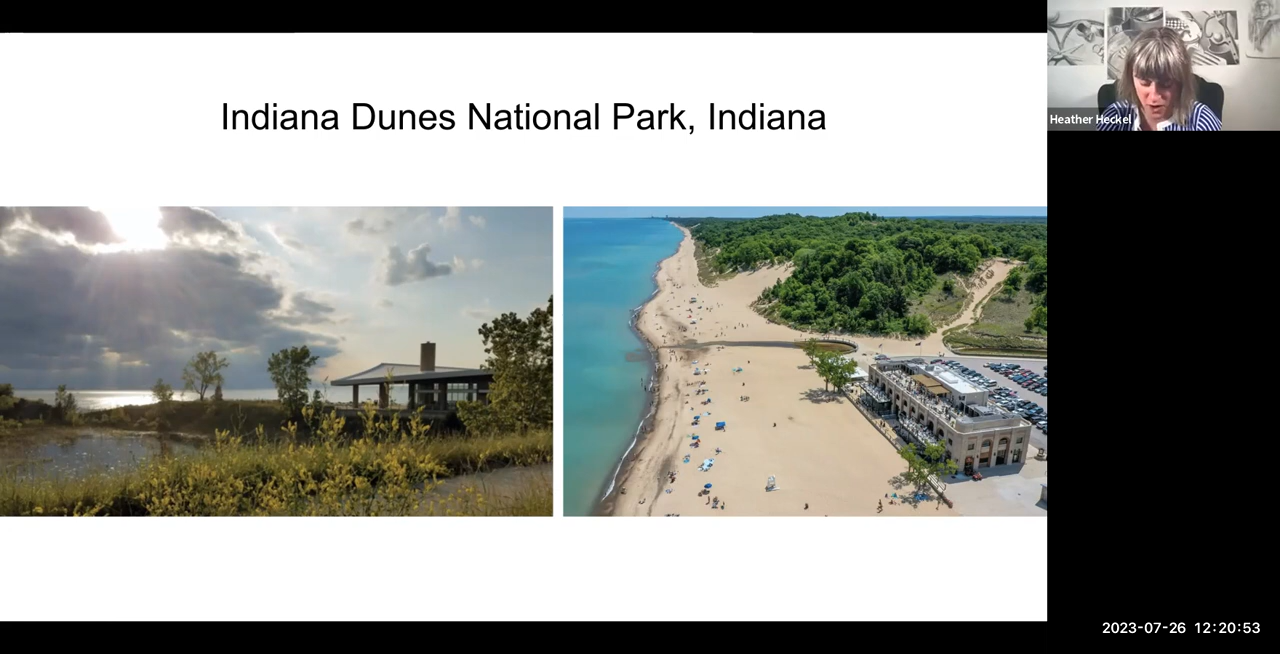 Indiana Dunes National Park, Indiana
Heather Heckel
2023-07-26 12:20:53